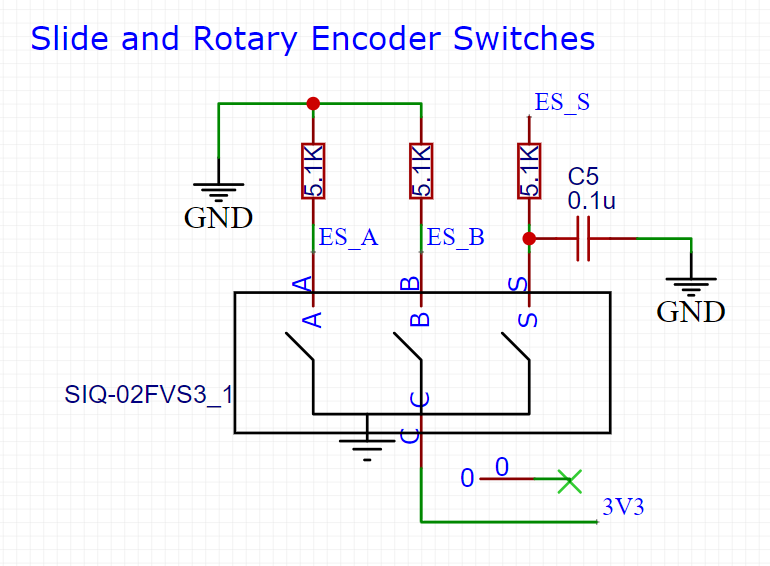 Slide and Rotary Encoder Switches
ES_S
5.1K
5.1K
5.1K
C5
0.1u
GND
ES_A
ES_B
GND
A
B
S
A
B
S
SIQ-02FVS3_1
C
C
0
0
3V3